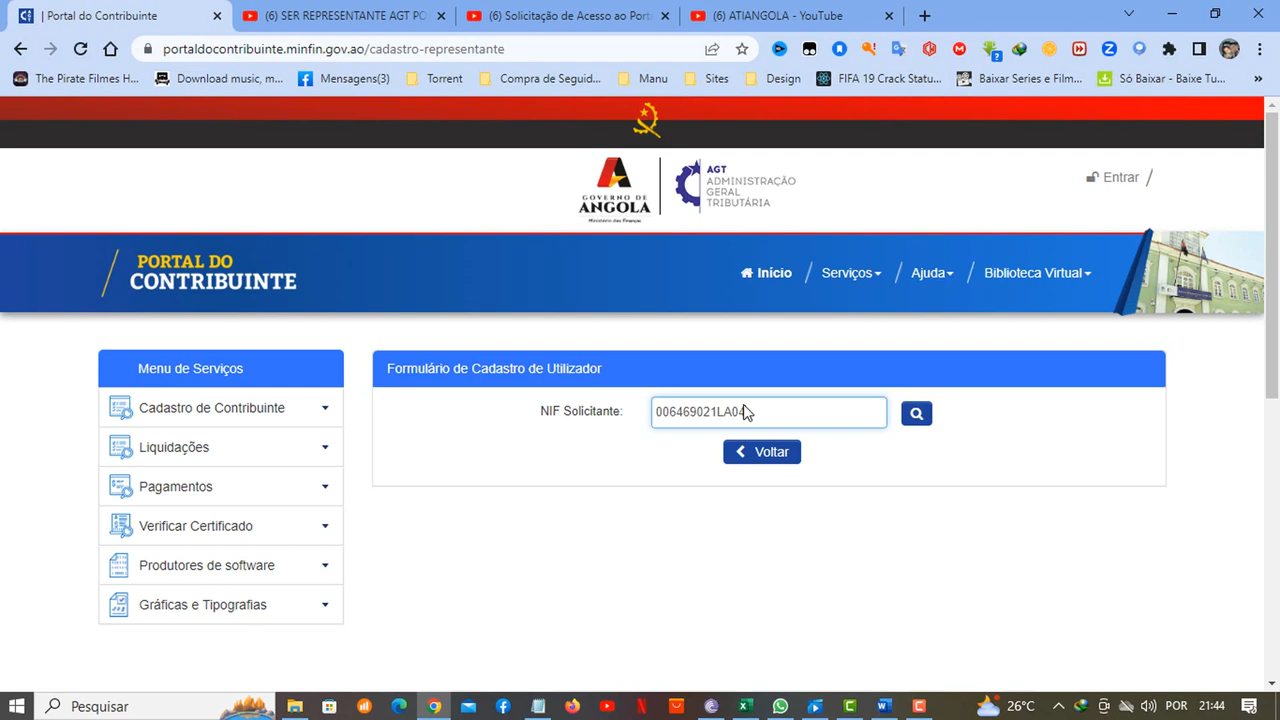 | Portal do Contribuinte
(6) SER REPRESENTANTE AGT PO
(6) Solicitação de Acesso ao Port
(6) ATIANGOLA - YouTube
portaldocontribuinte.minfin.gov.ao/cadastro-representante
The Pirate Filmes H...
Download music, m...
Mensagens(3)
Torrent
Compra de Seguid...
Manu
Sites
Design
FIFA 19 Crack Statu...
Baixar Series e Film...
Só Baixar - Baixe Tu...
»
GOVERNO DE
ANGOLA
Ministério das Finanças
AGT
ADMINISTRAÇÃO
GERAL
TRIBUTÁRIA
Entrar /
PORTAL DO
CONTRIBUINTE
Início / Serviços / Ajuda / Biblioteca Virtual
Menu de Serviços
Cadastro de Contribuinte
Liquidações
Pagamentos
Verificar Certificado
Produtores de software
Gráficas e Tipografias
Formulário de Cadastro de Utilizador
NIF Solicitante:
006469021LA04
Voltar
Pesquisar
26°C
POR
21:44